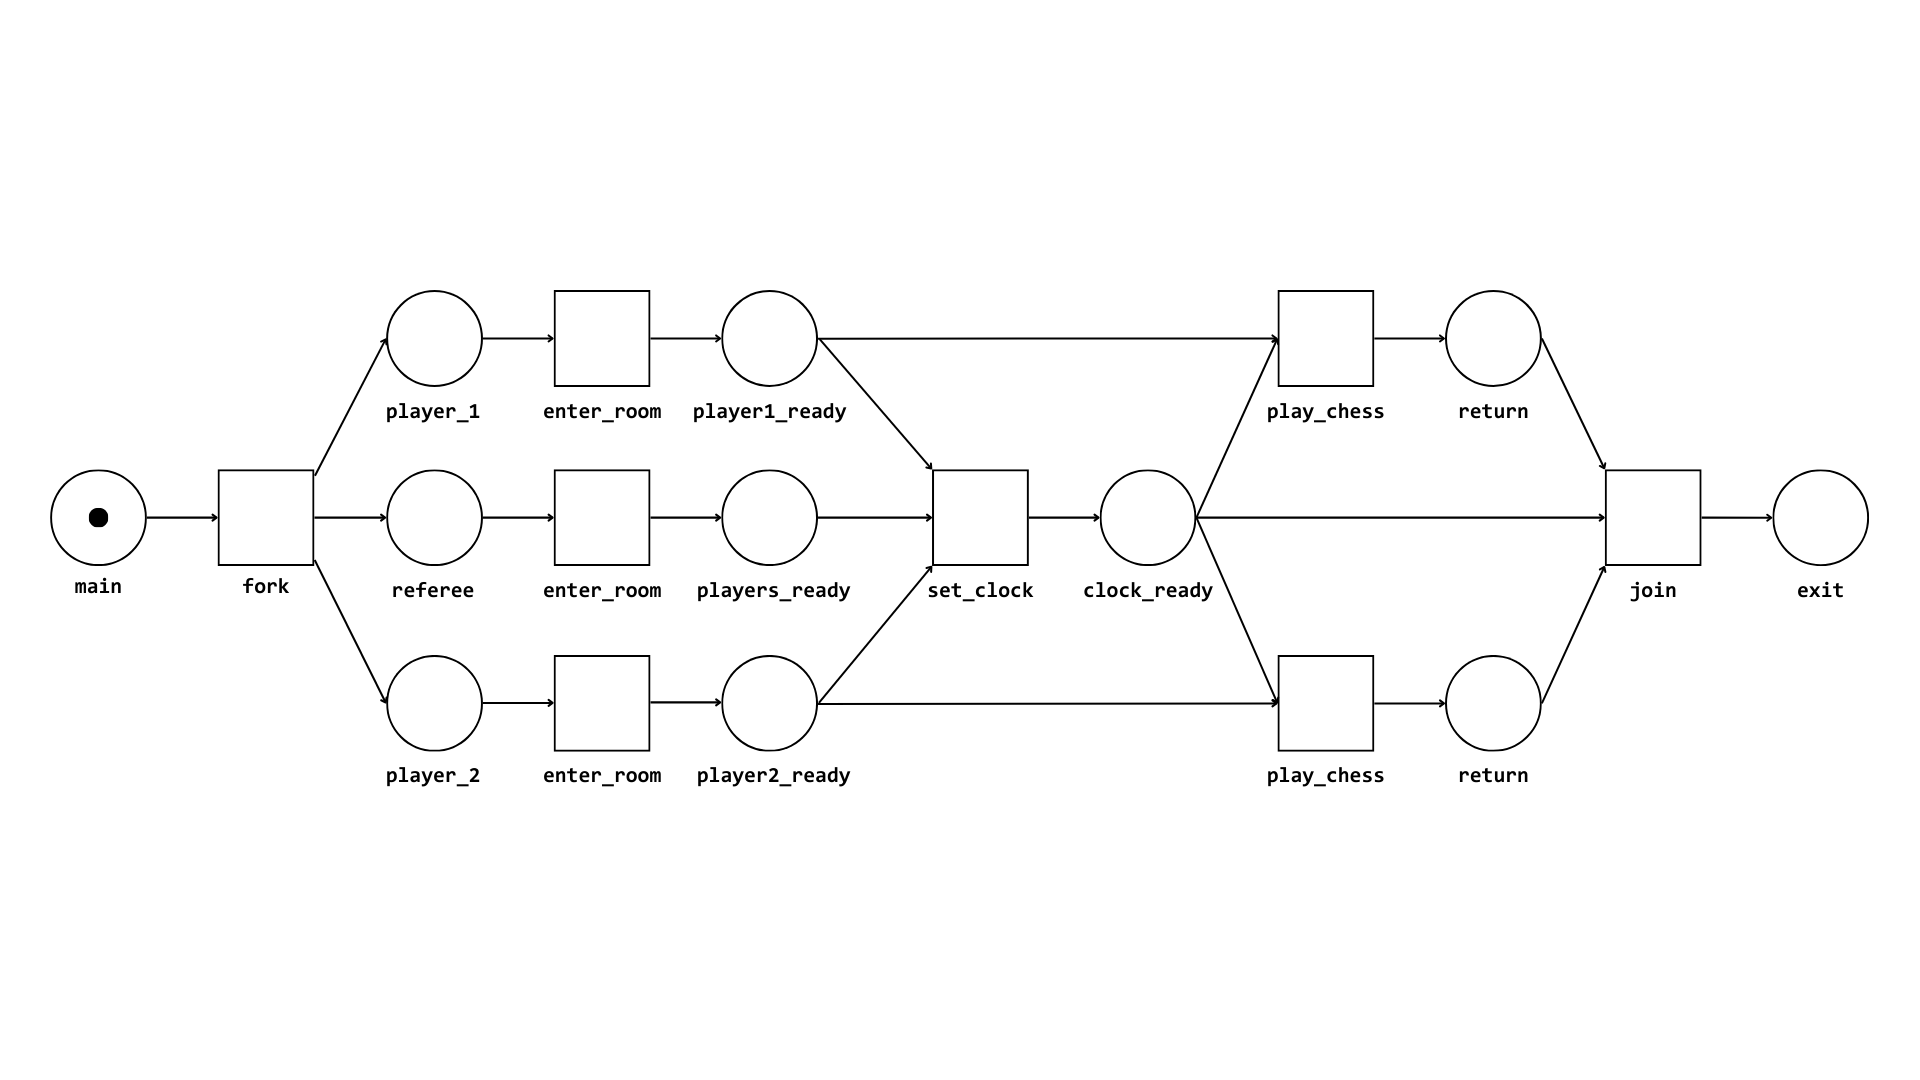 player_1 enter_room player1_ready play_chess return
main fork referee enter_room players_ready set_clock clock_ready join exit
player_2 enter_room player2_ready play_chess return